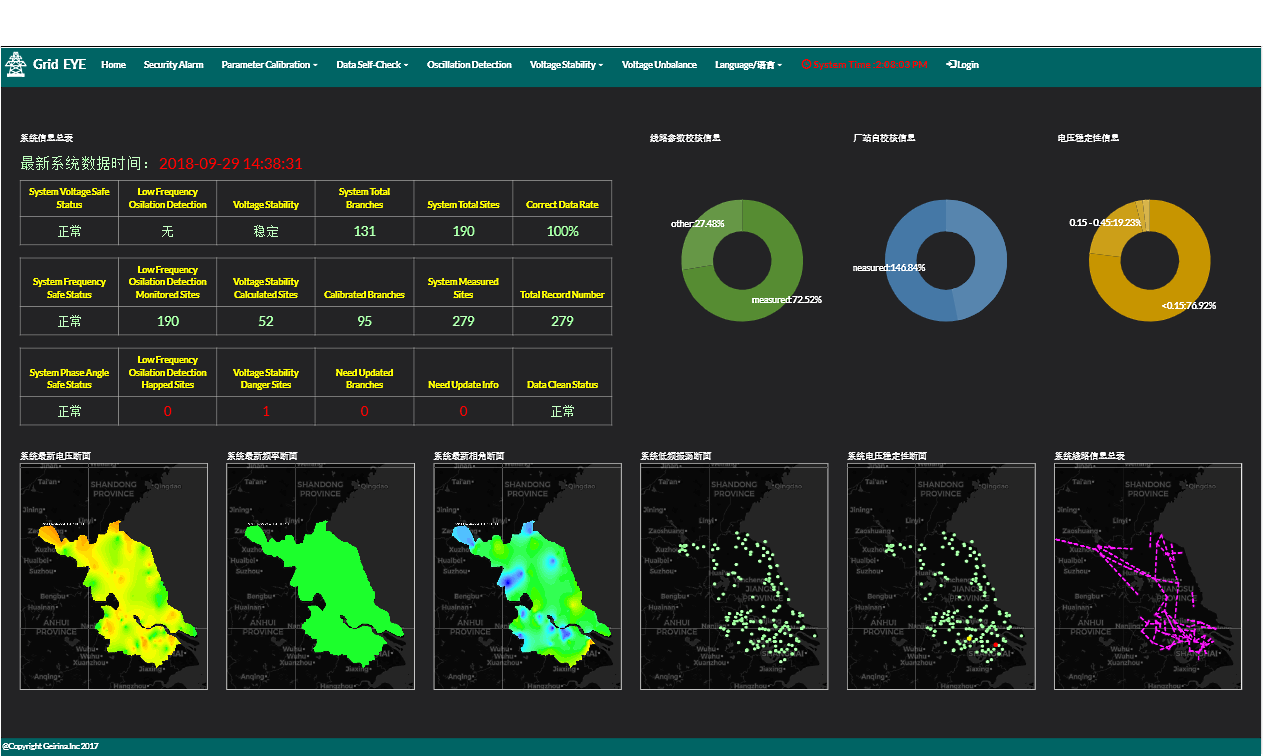 Grid EYE Home Security Alarm Parameter Calibration Data Self-Check Oscillation Detection Voltage Stability Voltage Unbalance Language/语言 Login
系统信息总表
最新系统数据时间： 2018-09-29 14:38:31
System Voltage Safe Status
Low Frequency Osilation Detection
Voltage Stability
System Total Branches
System Total Sites
Correct Data Rate
正常 无 稳定 131 190 100%
System Frequency Safe Status
Low Frequency Osilation Detection Monitored Sites
Voltage Stability Calculated Sites
Calibrated Branches
System Measured Sites
Total Record Number
正常 190 52 95 279 279
System Phase Angle Safe Status
Low Frequency Osilation Detection Happed Sites
Voltage Stability Danger Sites
Need Updated Branches
Need Update Info
Data Clean Status
正常 0 1 0 0 正常
线路参数校核信息
other:27.48%
measured:72.52%
厂站自校核信息
neasured:146.84%
电压稳定性信息
0.15 - 0.45:19.23%
<0.15:76.92%
系统最新电压断面
系统最新频率断面
系统最新相角断面
系统低频振荡断面
系统电压稳定性断面
系统线路信息总表
SHANDONG
PROVINCE
Tai'an
Qingdao
Jining
Linyi
Zaozhuang
Xuzhou
Huaibei
Suzhou
Bengbu
Huainan
ANHUI
PROVINCE
Nanjing
Wuhu
Xuancheng
Anqing
Jiaxing
Hangzhou
@Copyright Geirina.Inc 2017